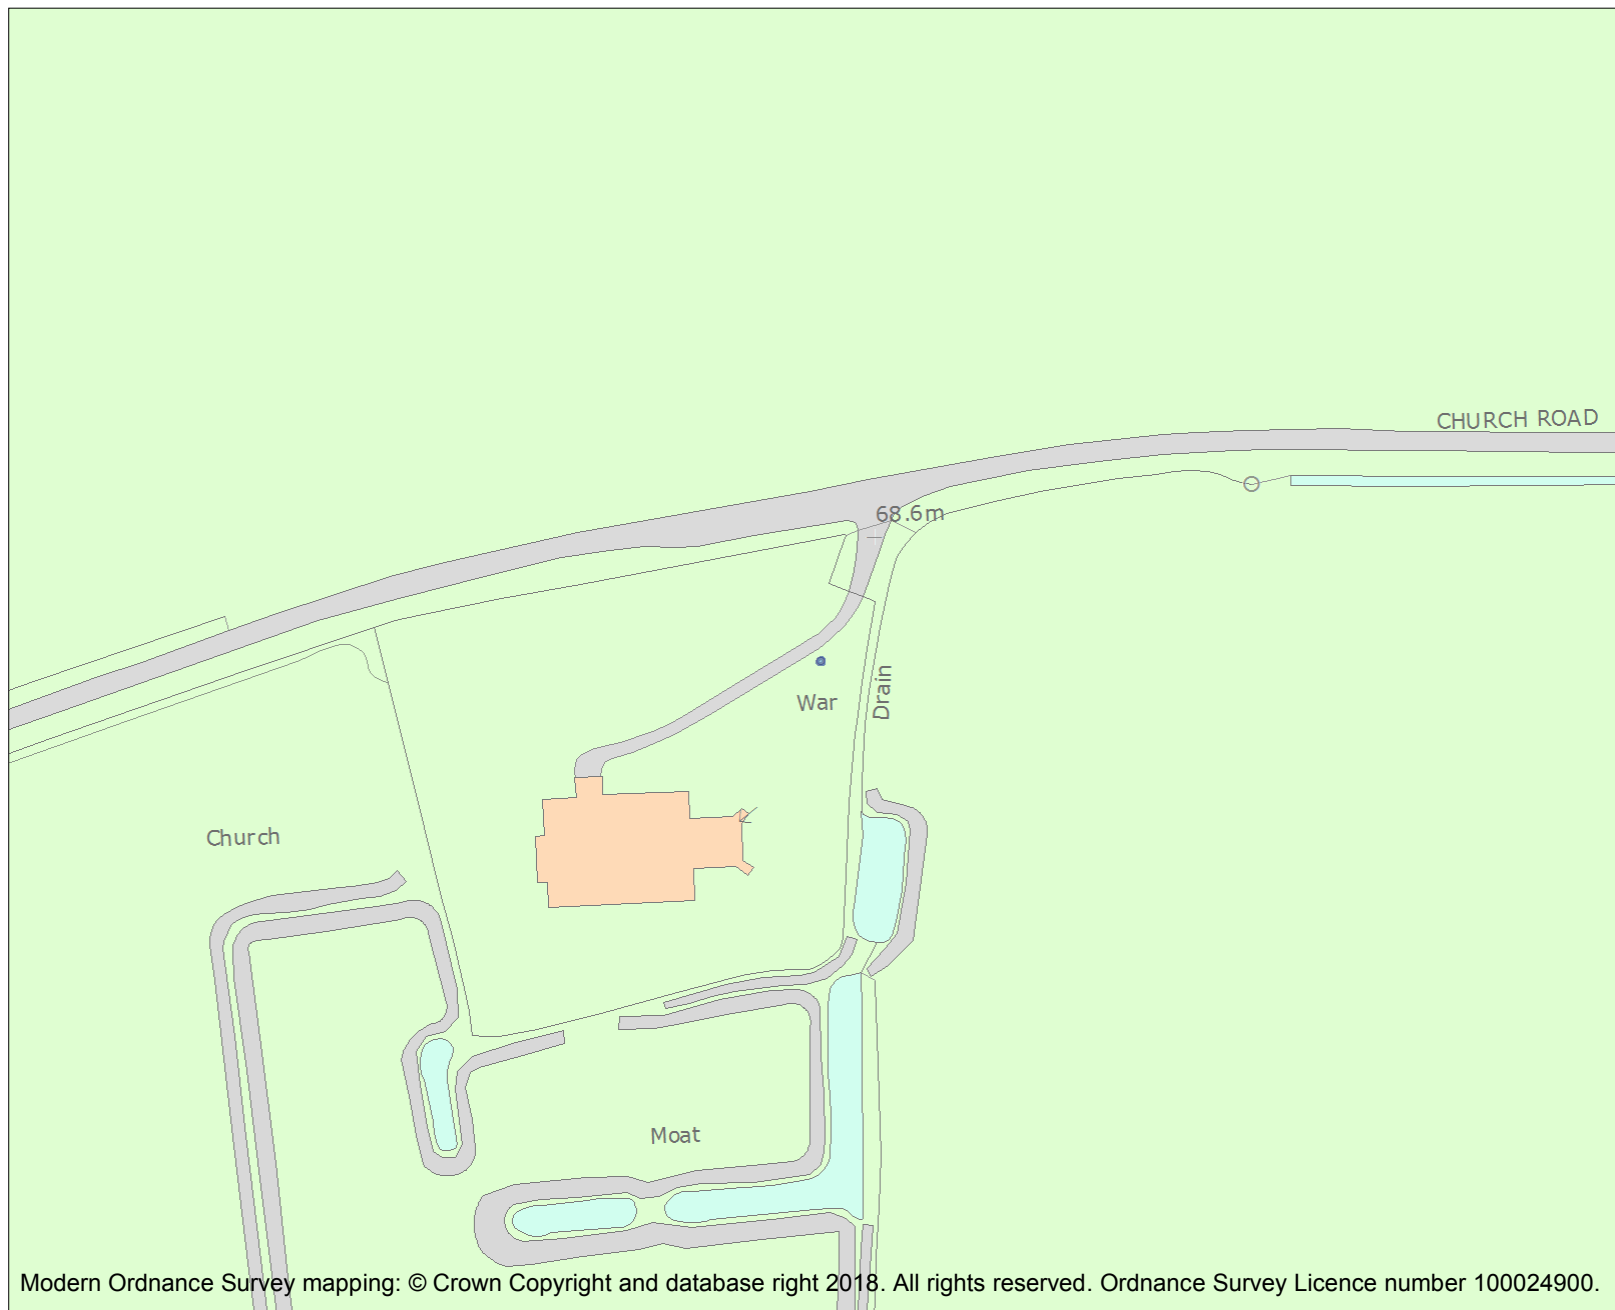 CHURCH ROAD
68.6m
Drain
War
Church
Moat
Modern Ordnance Survey mapping: © Crown Copyright and database right 2018. All rights reserved. Ordnance Survey Licence number 100024900.